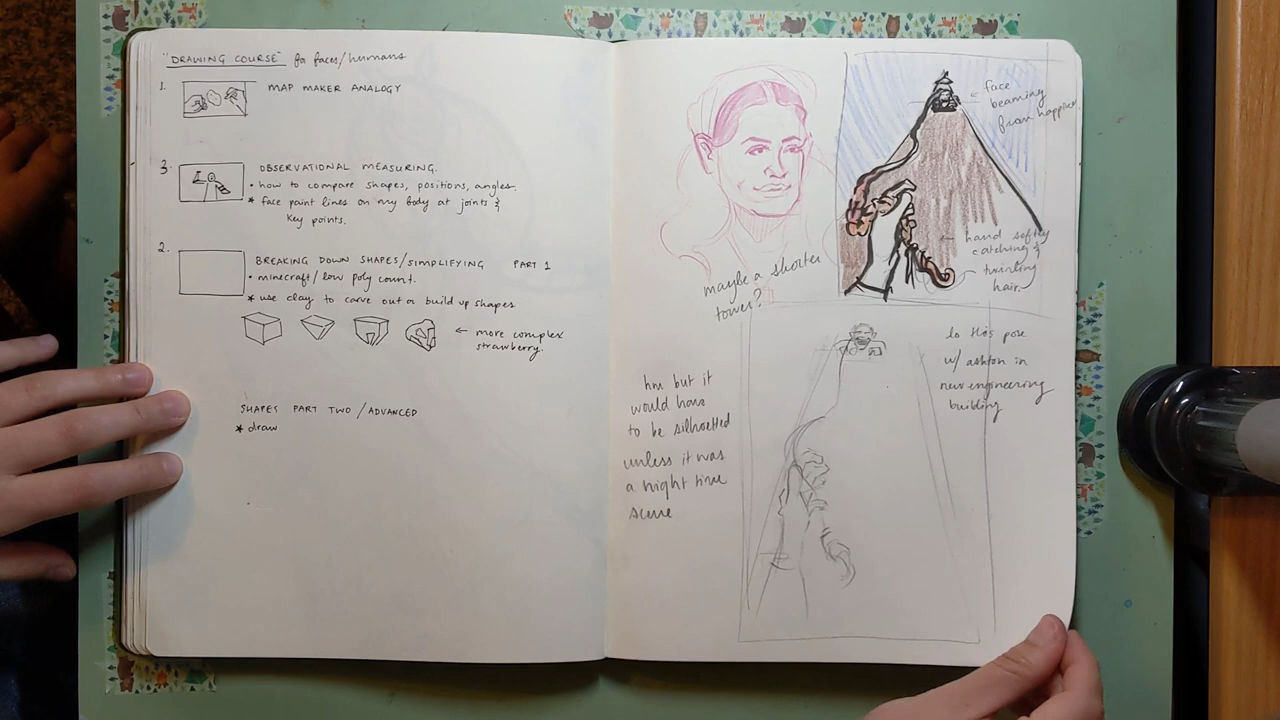 "DRAWING COURSE" for faces/humans
1. MAP MAKER ANALOGY
3. OBSERVATIONAL MEASURING.
• how to compare shapes, positions, angles.
* face paint lines on my body at joints &
key points.
2. BREAKING DOWN SHAPES/SIMPLIFYING PART 1
• minecraft/low poly count.
* use clay to carve out or build up shapes
← more complex
strawberry.
SHAPES PART TWO/ADVANCED
* draw
← face
beaming
from happiness
← hand softly
catching &
twirling
hair.
maybe a shorter
tower?
hm but it
would have
to be silhoetted
unless it was
a night time
scene
do this pose
w/ ashton in
new engineering
building